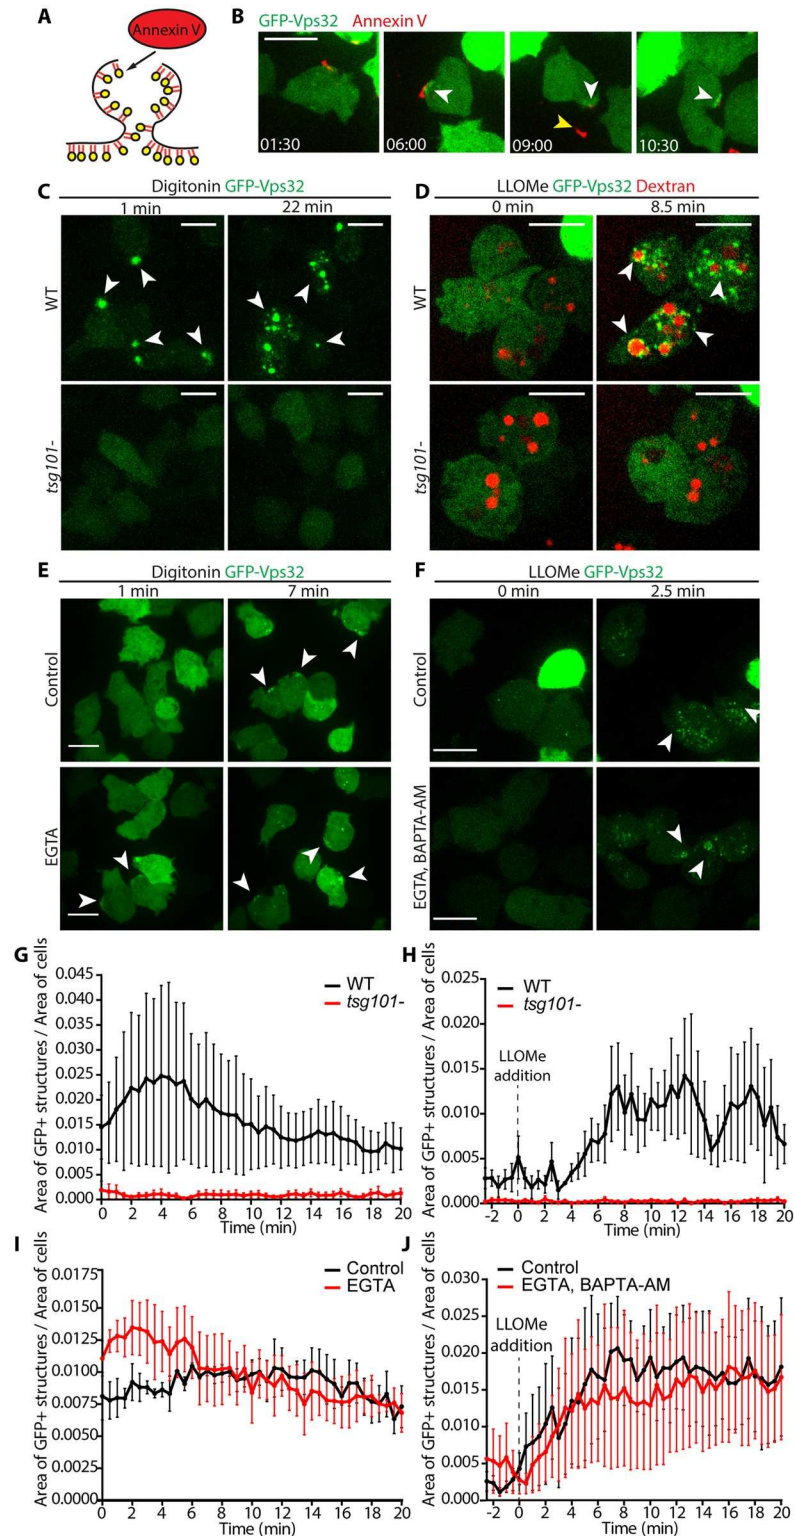 A
Annexin V
B
GFP-Vps32 Annexin V
01:30
06:00
09:00
10:30
C
Digitonin GFP-Vps32
1 min
22 min
WT
tsg101-
D
LLOMe GFP-Vps32 Dextran
0 min
8.5 min
WT
tsg101-
E
Digitonin GFP-Vps32
1 min
7 min
Control
EGTA
F
LLOMe GFP-Vps32
0 min
2.5 min
Control
EGTA, BAPTA-AM
G
Area of GFP+ structures / Area of cells
0.045
0.040
0.035
0.030
0.025
0.020
0.015
0.010
0.005
0.000
WT
tsg101-
0 2 4 6 8 10 12 14 16 18 20
Time (min)
H
Area of GFP+ structures / Area of cells
0.025
0.020
0.015
0.010
0.005
0.000
WT
tsg101-
LLOMe
addition
-2 0 2 4 6 8 10 12 14 16 18 20
Time (min)
I
Area of GFP+ structures / Area of cells
0.0175
0.0150
0.0125
0.0100
0.0075
0.0050
0.0025
0.0000
Control
EGTA
0 2 4 6 8 10 12 14 16 18 20
Time (min)
J
Area of GFP+ structures / Area of cells
0.030
0.025
0.020
0.015
0.010
0.005
0.000
Control
EGTA, BAPTA-AM
LLOMe
addition
-2 0 2 4 6 8 10 12 14 16 18 20
Time (min)